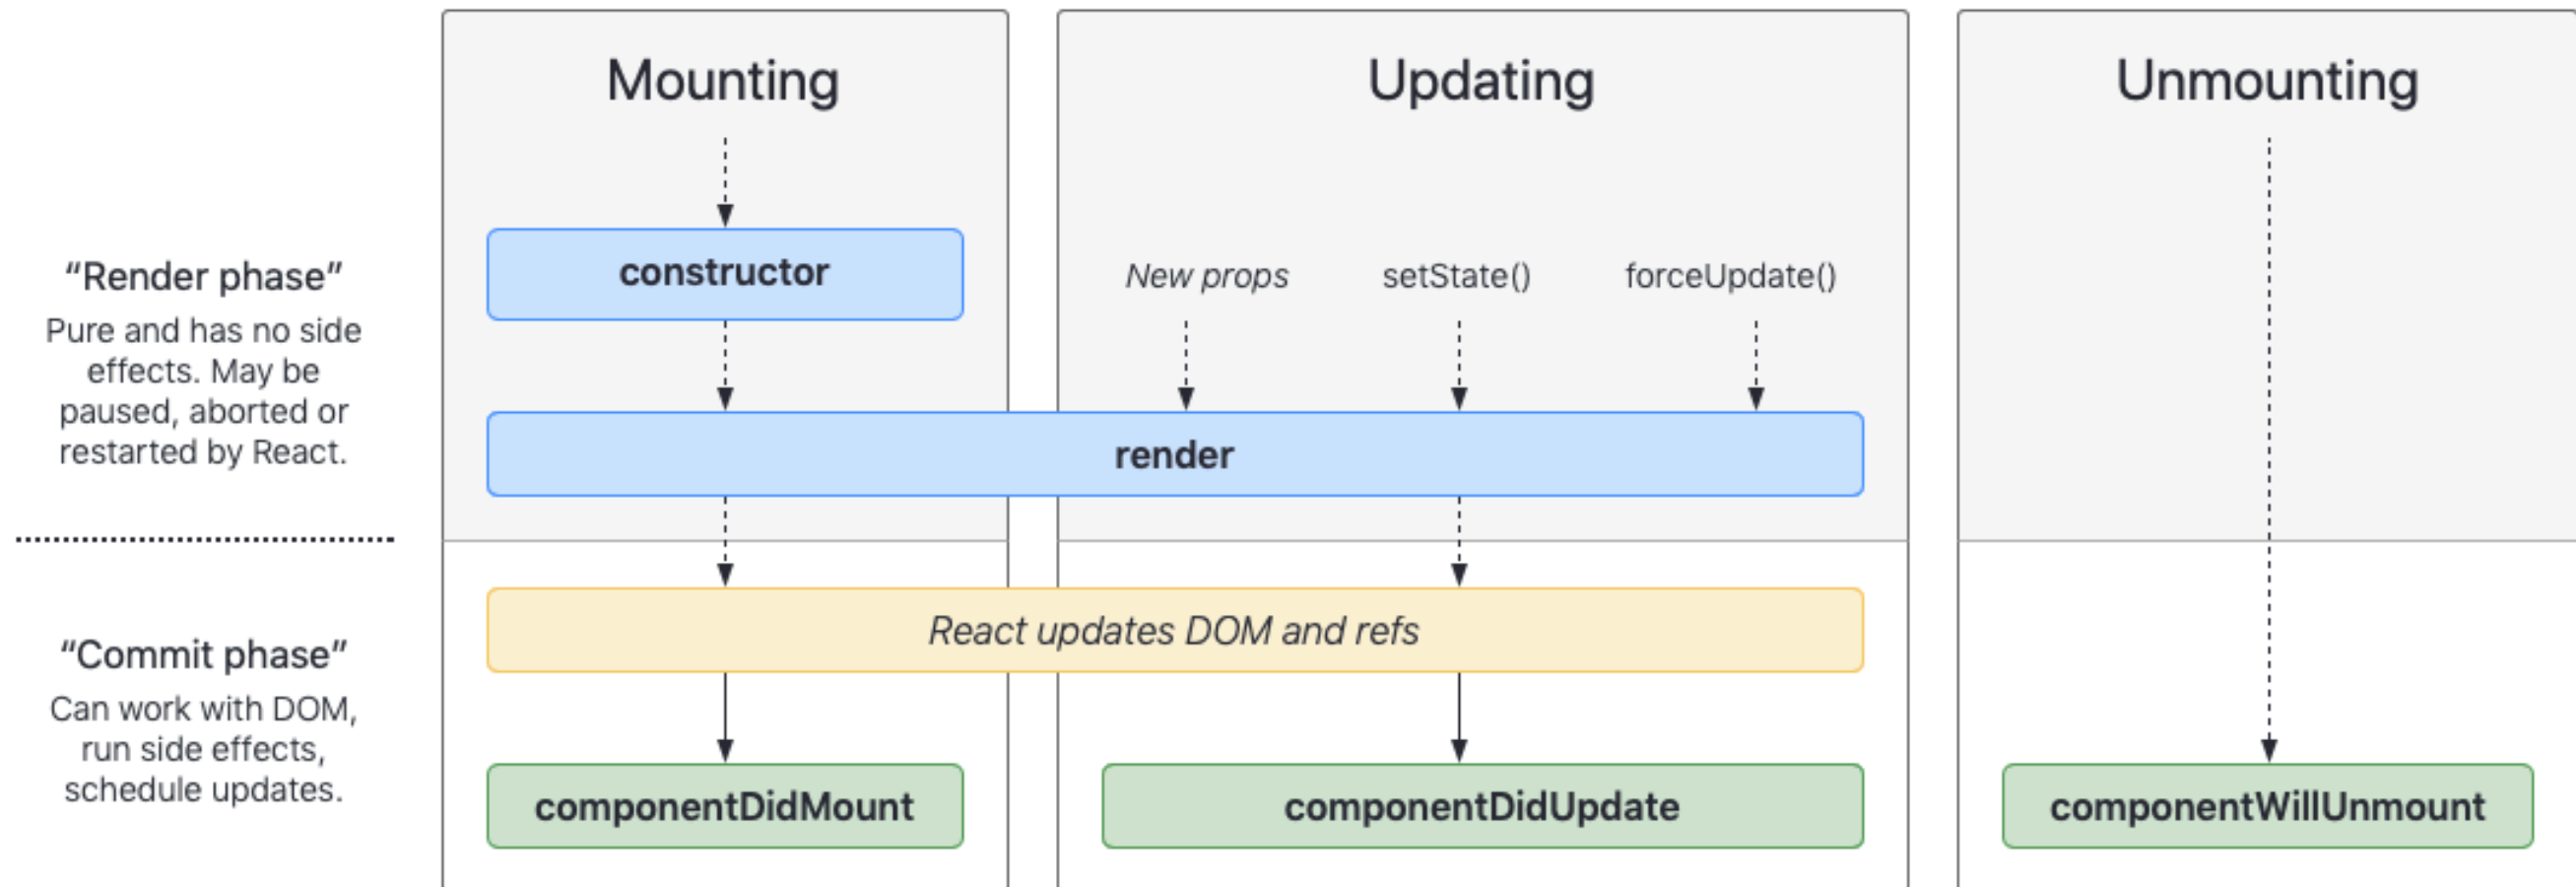 Mounting
Updating
Unmounting
“Render phase”
Pure and has no side
effects. May be
paused, aborted or
restarted by React.
constructor
New props
setState()
forceUpdate()
render
“Commit phase”
Can work with DOM,
run side effects,
schedule updates.
React updates DOM and refs
componentDidMount
componentDidUpdate
componentWillUnmount